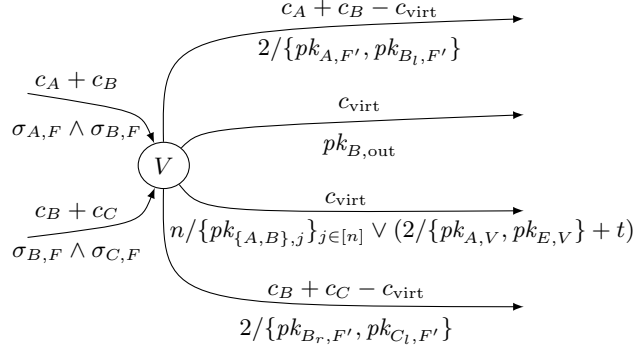 c_A + c_B − c_virt
2/{pk_{A,F′}, pk_{B_l,F′}}
c_A + c_B
σ_{A,F} ∧ σ_{B,F}
c_virt
pk_{B,out}
V
c_B + c_C
σ_{B,F} ∧ σ_{C,F}
c_virt
n/{pk_{{A,B},j}}_{j∈[n]} ∨ (2/{pk_{A,V}, pk_{E,V}} + t)
c_B + c_C − c_virt
2/{pk_{B_r,F′}, pk_{C_l,F′}}